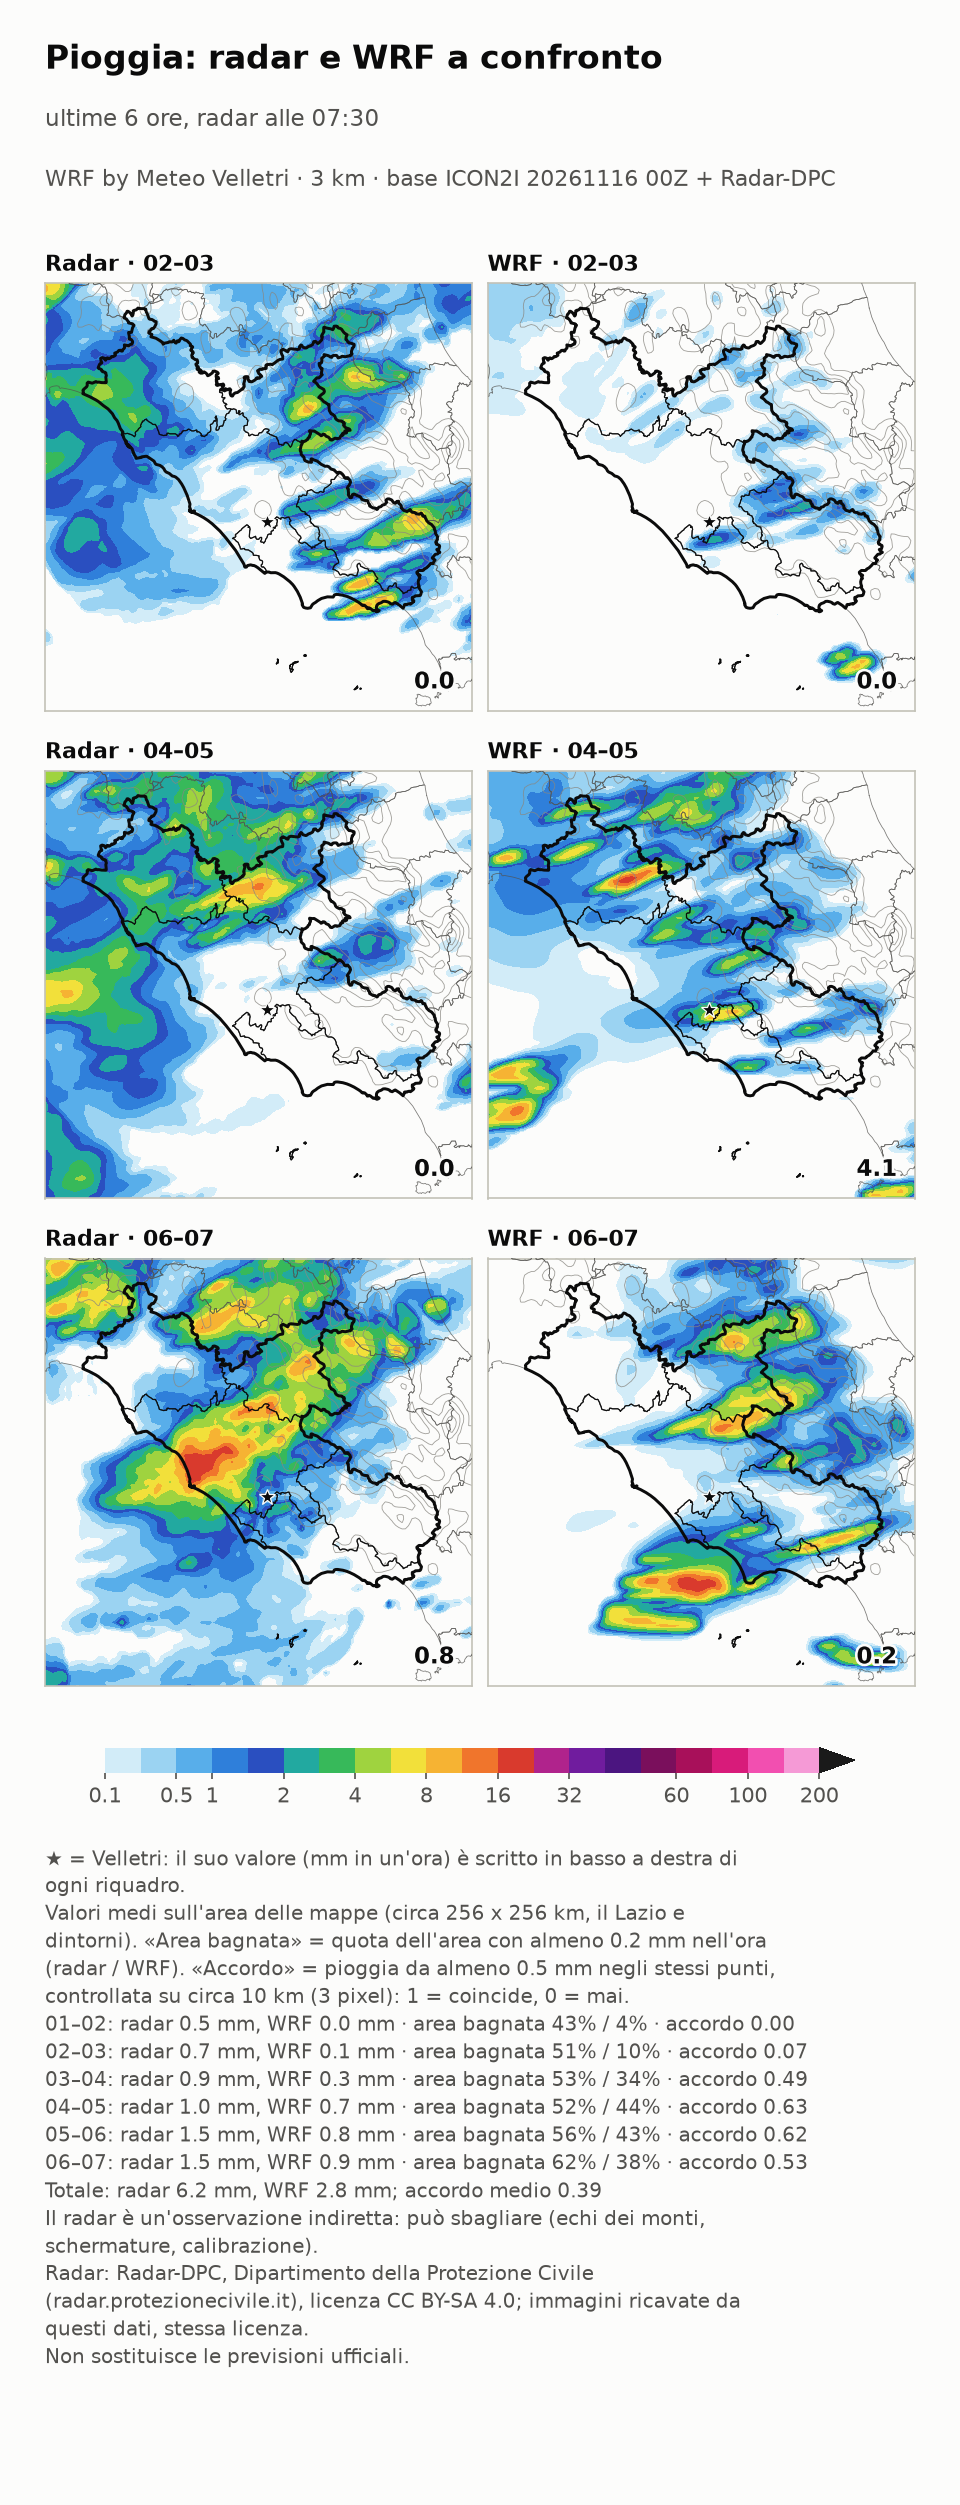 Pioggia: radar e WRF a confronto
ultime 6 ore, radar alle 07:30
WRF by Meteo Velletri · 3 km · base ICON2I 20261116 00Z + Radar-DPC
Radar · 02–03
WRF · 02–03
0.0
0.0
Radar · 04–05
WRF · 04–05
0.0
4.1
Radar · 06–07
WRF · 06–07
0.8
0.2
0.1 0.5 1 2 4 8 16 32 60 100 200
★ = Velletri: il suo valore (mm in un'ora) è scritto in basso a destra di
ogni riquadro.
Valori medi sull'area delle mappe (circa 256 x 256 km, il Lazio e
dintorni). «Area bagnata» = quota dell'area con almeno 0.2 mm nell'ora
(radar / WRF). «Accordo» = pioggia da almeno 0.5 mm negli stessi punti,
controllata su circa 10 km (3 pixel): 1 = coincide, 0 = mai.
01–02: radar 0.5 mm, WRF 0.0 mm · area bagnata 43% / 4% · accordo 0.00
02–03: radar 0.7 mm, WRF 0.1 mm · area bagnata 51% / 10% · accordo 0.07
03–04: radar 0.9 mm, WRF 0.3 mm · area bagnata 53% / 34% · accordo 0.49
04–05: radar 1.0 mm, WRF 0.7 mm · area bagnata 52% / 44% · accordo 0.63
05–06: radar 1.5 mm, WRF 0.8 mm · area bagnata 56% / 43% · accordo 0.62
06–07: radar 1.5 mm, WRF 0.9 mm · area bagnata 62% / 38% · accordo 0.53
Totale: radar 6.2 mm, WRF 2.8 mm; accordo medio 0.39
Il radar è un'osservazione indiretta: può sbagliare (echi dei monti,
schermature, calibrazione).
Radar: Radar-DPC, Dipartimento della Protezione Civile
(radar.protezionecivile.it), licenza CC BY-SA 4.0; immagini ricavate da
questi dati, stessa licenza.
Non sostituisce le previsioni ufficiali.